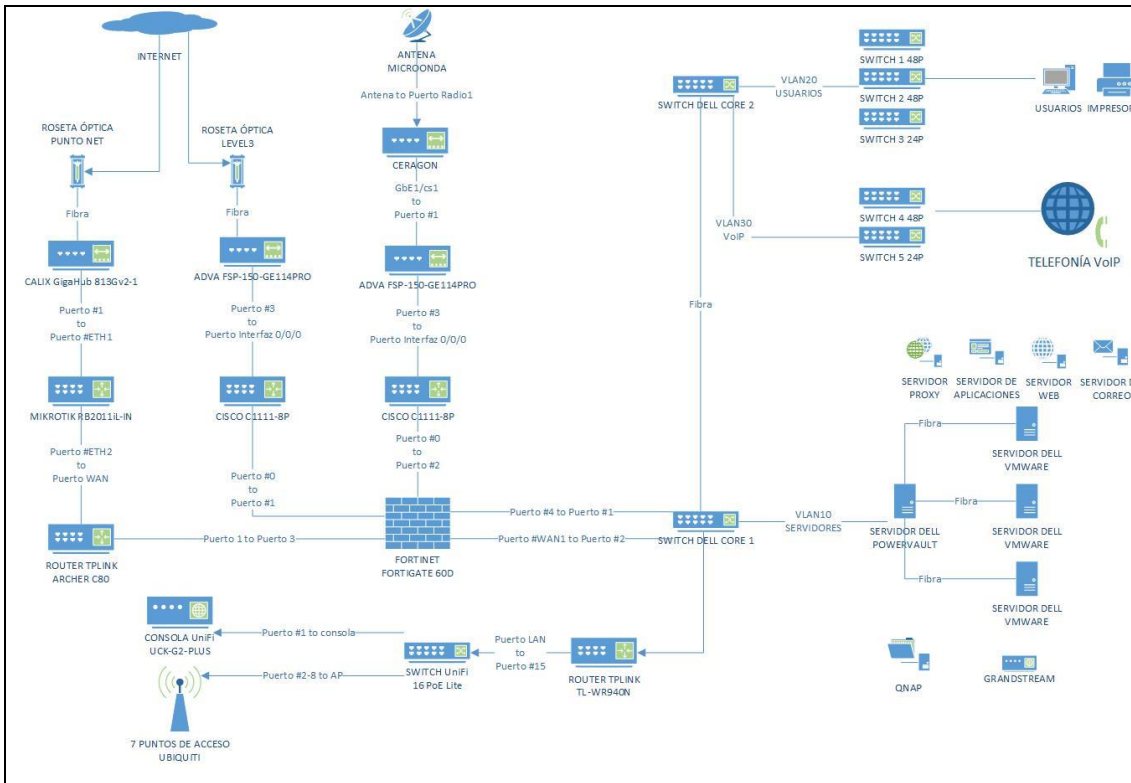 INTERNET
ANTENA
MICROONDA
Antena to Puerto Radio1
ROSETA ÓPTICA
PUNTO NET
ROSETA ÓPTICA
LEVEL3
CERAGON
GbE1/cs1
to
Puerto #1
Fibra
Fibra
CALIX GigaHub 813Gv2-1
ADVA FSP-150-GE114PRO
ADVA FSP-150-GE114PRO
Puerto #1
to
Puerto #ETH1
Puerto #3
to
Puerto Interfaz 0/0/0
Puerto #3
to
Puerto Interfaz 0/0/0
MIKROTIK RB2011iL-IN
CISCO C1111-8P
CISCO C1111-8P
Puerto #ETH2
to
Puerto WAN
Puerto #0
to
Puerto #1
Puerto #0
to
Puerto #2
ROUTER TPLINK
ARCHER C80
Puerto 1 to Puerto 3
FORTINET
FORTIGATE 60D
Puerto #4 to Puerto #1
Puerto #WAN1 to Puerto #2
SWITCH DELL CORE 1
Fibra
SWITCH DELL CORE 2
VLAN20
USUARIOS
SWITCH 1 48P
SWITCH 2 48P
SWITCH 3 24P
USUARIOS
IMPRESOR
VLAN30
VoIP
SWITCH 4 48P
SWITCH 5 24P
TELEFONÍA VoIP
SERVIDOR
PROXY
SERVIDOR DE
APLICACIONES
SERVIDOR
WEB
SERVIDOR D
CORREO
VLAN10
SERVIDORES
SERVIDOR DELL
POWERVAULT
Fibra
SERVIDOR DELL
VMWARE
Fibra
SERVIDOR DELL
VMWARE
Fibra
SERVIDOR DELL
VMWARE
QNAP
GRANDSTREAM
CONSOLA UniFi
UCK-G2-PLUS
Puerto #1 to consola
Puerto #2-8 to AP
SWITCH UniFi
16 PoE Lite
Puerto LAN
to
Puerto #15
ROUTER TPLINK
TL-WR940N
7 PUNTOS DE ACCESO
UBIQUITI